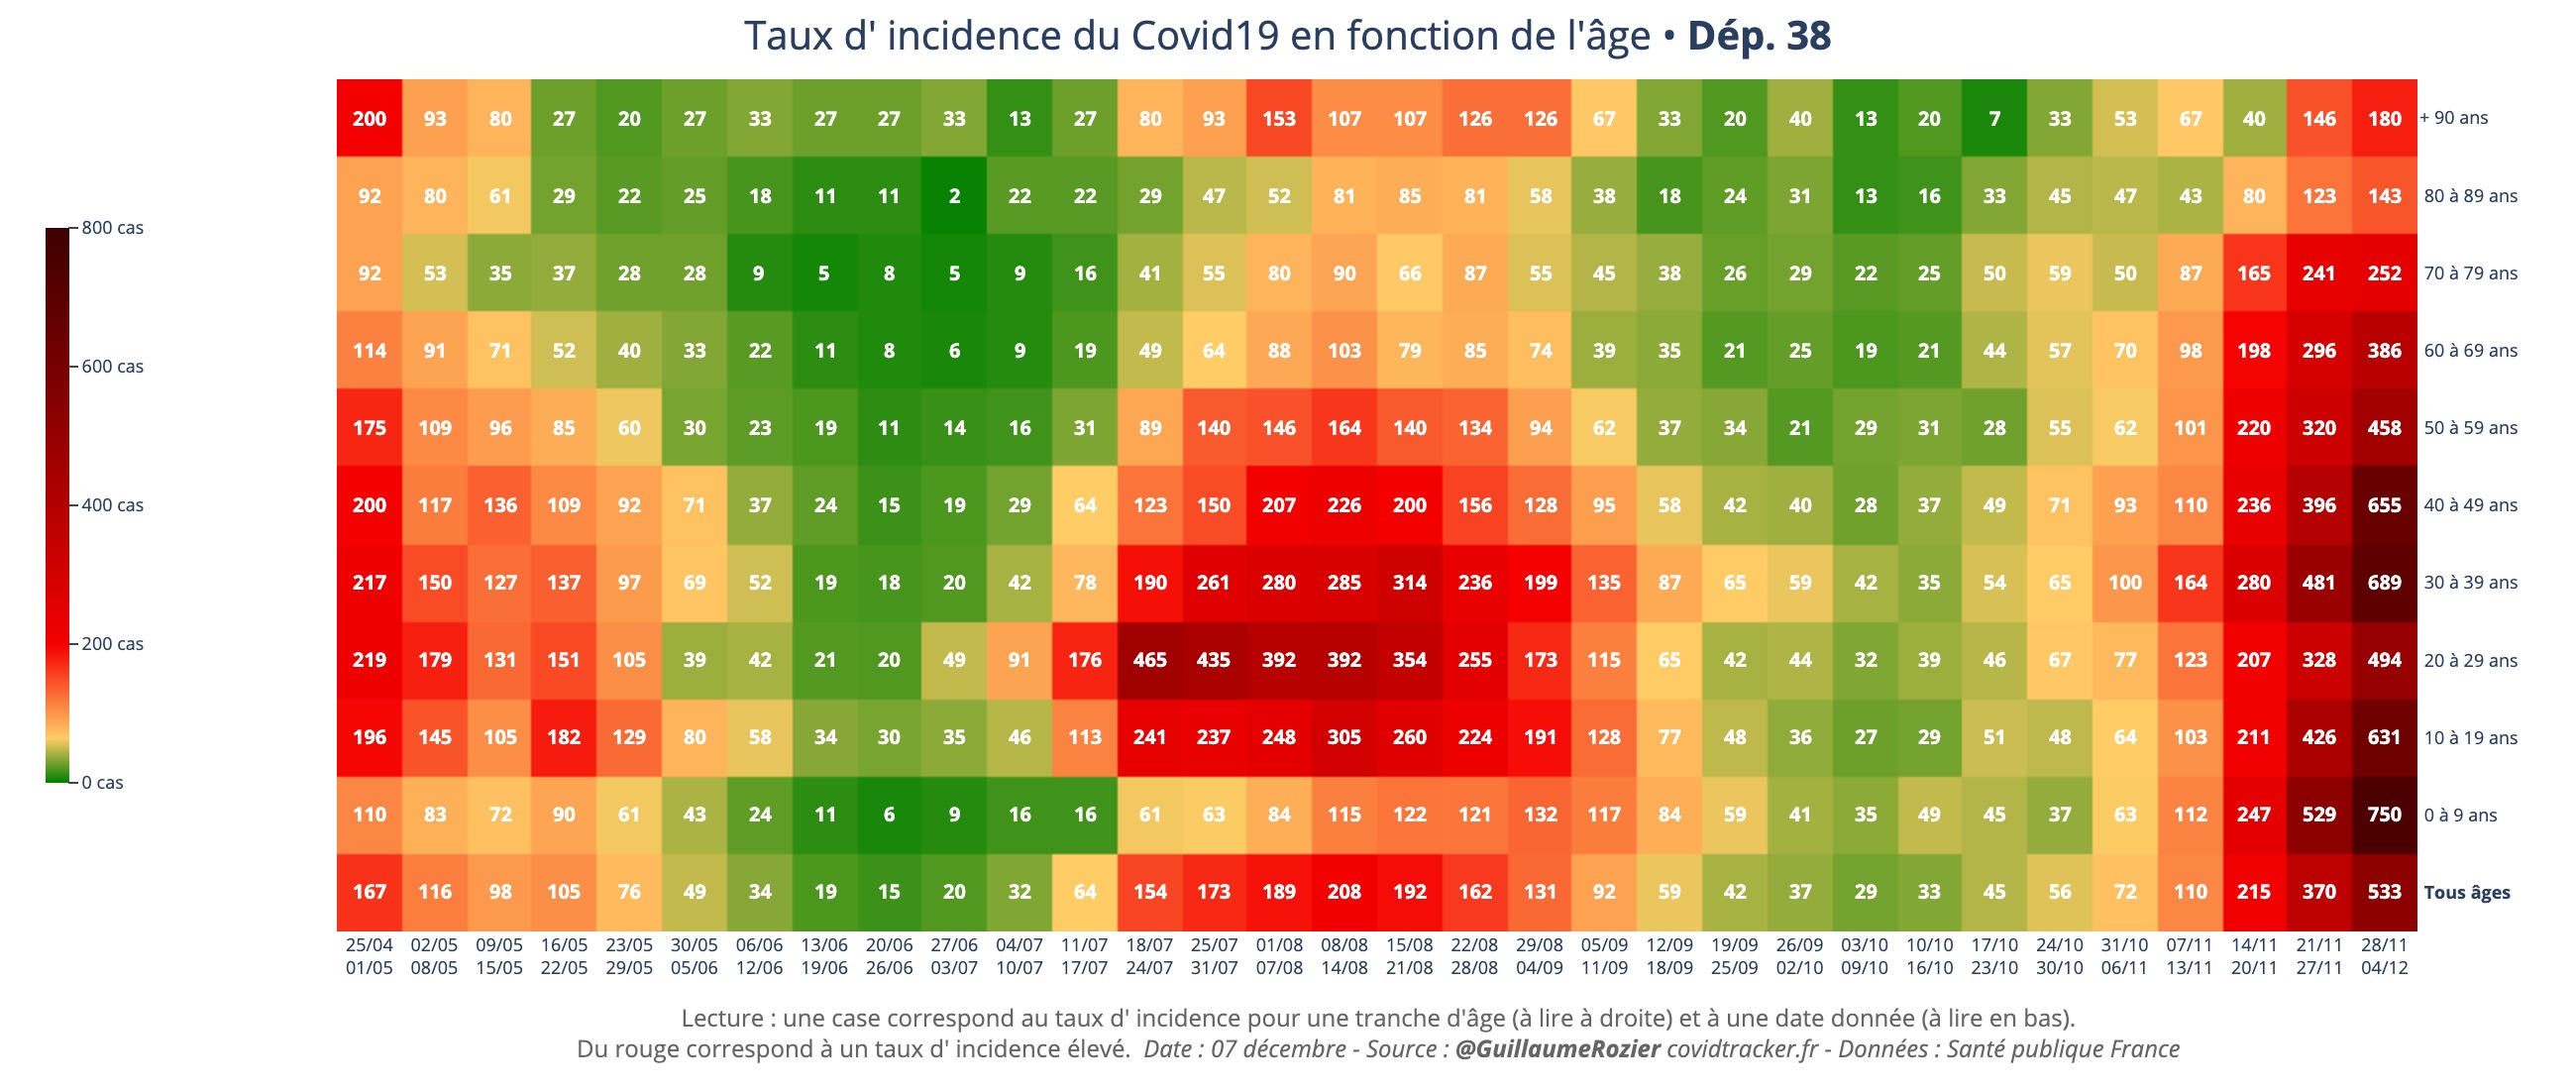 Taux d' incidence du Covid19 en fonction de l'âge • Dép. 38
800 cas
600 cas
400 cas
200 cas
0 cas
200 93 80 27 20 27 33 27 27 33 13 27 80 93 153 107 107 126 126 67 33 20 40 13 20 7 33 53 67 40 146 180 + 90 ans
92 80 61 29 22 25 18 11 11 2 22 22 29 47 52 81 85 81 58 38 18 24 31 13 16 33 45 47 43 80 123 143 80 à 89 ans
92 53 35 37 28 28 9 5 8 5 9 16 41 55 80 90 66 87 55 45 38 26 29 22 25 50 59 50 87 165 241 252 70 à 79 ans
114 91 71 52 40 33 22 11 8 6 9 19 49 64 88 103 79 85 74 39 35 21 25 19 21 44 57 70 98 198 296 386 60 à 69 ans
175 109 96 85 60 30 23 19 11 14 16 31 89 140 146 164 140 134 94 62 37 34 21 29 31 28 55 62 101 220 320 458 50 à 59 ans
200 117 136 109 92 71 37 24 15 19 29 64 123 150 207 226 200 156 128 95 58 42 40 28 37 49 71 93 110 236 396 655 40 à 49 ans
217 150 127 137 97 69 52 19 18 20 42 78 190 261 280 285 314 236 199 135 87 65 59 42 35 54 65 100 164 280 481 689 30 à 39 ans
219 179 131 151 105 39 42 21 20 49 91 176 465 435 392 392 354 255 173 115 65 42 44 32 39 46 67 77 123 207 328 494 20 à 29 ans
196 145 105 182 129 80 58 34 30 35 46 113 241 237 248 305 260 224 191 128 77 48 36 27 29 51 48 64 103 211 426 631 10 à 19 ans
110 83 72 90 61 43 24 11 6 9 16 16 61 63 84 115 122 121 132 117 84 59 41 35 49 45 37 63 112 247 529 750 0 à 9 ans
167 116 98 105 76 49 34 19 15 20 32 64 154 173 189 208 192 162 131 92 59 42 37 29 33 45 56 72 110 215 370 533 Tous âges
25/04 02/05 09/05 16/05 23/05 30/05 06/06 13/06 20/06 27/06 04/07 11/07 18/07 25/07 01/08 08/08 15/08 22/08 29/08 05/09 12/09 19/09 26/09 03/10 10/10 17/10 24/10 31/10 07/11 14/11 21/11 28/11
01/05 08/05 15/05 22/05 29/05 05/06 12/06 19/06 26/06 03/07 10/07 17/07 24/07 31/07 07/08 14/08 21/08 28/08 04/09 11/09 18/09 25/09 02/10 09/10 16/10 23/10 30/10 06/11 13/11 20/11 27/11 04/12
Lecture : une case correspond au taux d' incidence pour une tranche d'âge (à lire à droite) et à une date donnée (à lire en bas).
Du rouge correspond à un taux d' incidence élevé. Date : 07 décembre - Source : @GuillaumeRozier covidtracker.fr - Données : Santé publique France